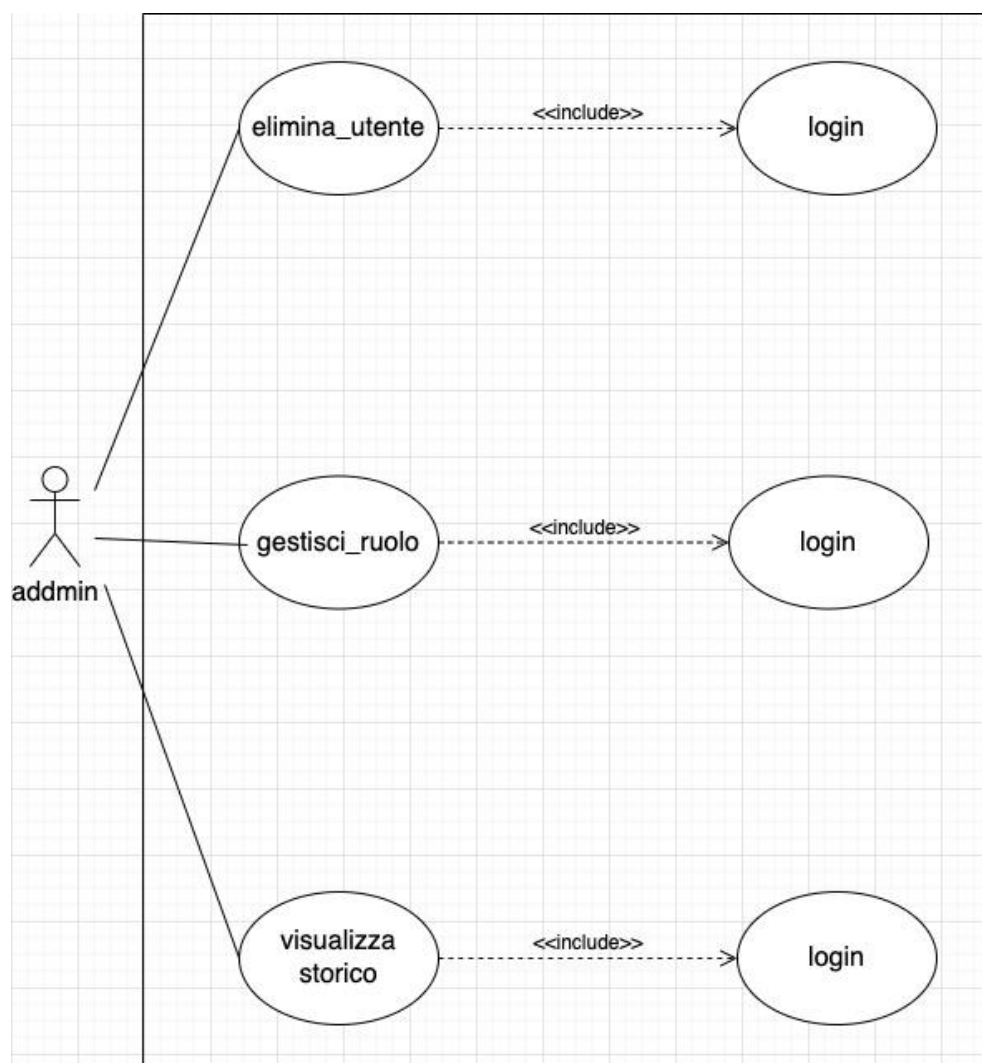 elimina_utente
<<include>>
login
addmin
gestisci_ruolo
<<include>>
login
visualizza
storico
<<include>>
login